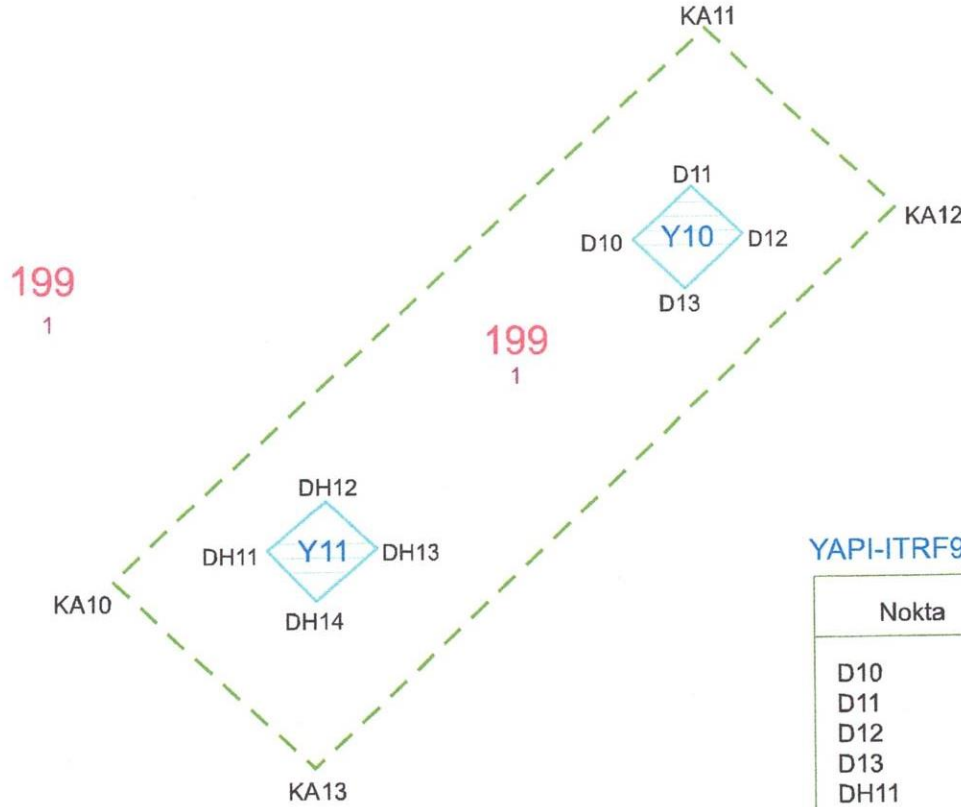 KA11
D11
KA12
D10 Y10 D12
199
D13
1
199
1
DH12
YAPI-ITRF9
DH11 Y11 DH13
KA10
Nokta
DH14
D10
D11
D12
D13
KA13
DH11